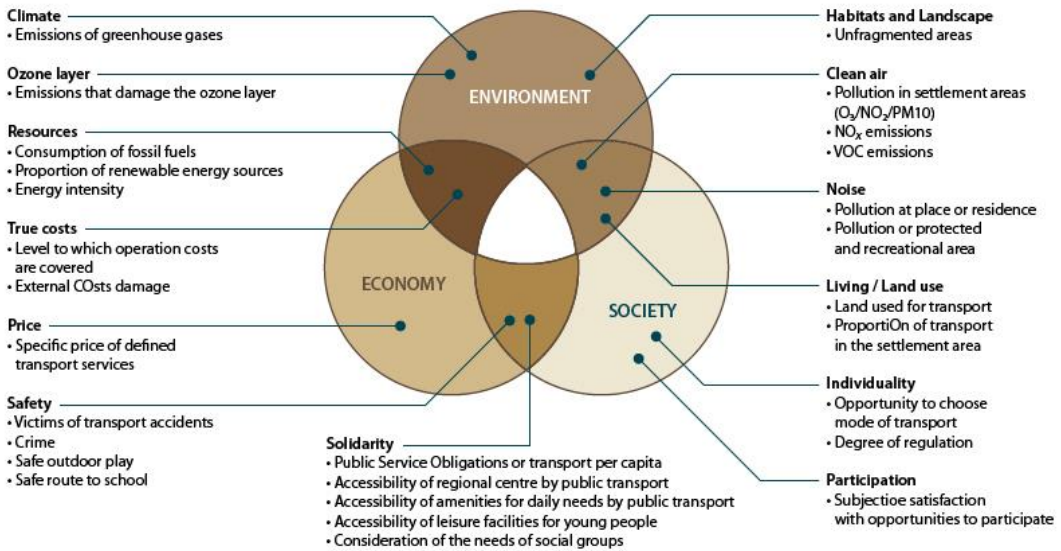 Climate
• Emissions of greenhouse gases
Ozone layer
• Emissions that damage the ozone layer
Resources
• Consumption of fossil fuels
• Proportion of renewable energy sources
• Energy intensity
True costs
• Level to which operation costs
are covered
• External COsts damage
Price
• Specific price of defined
transport services
Safety
• Victims of transport accidents
• Crime
• Safe outdoor play
• Safe route to school
ENVIRONMENT
ECONOMY
SOCIETY
Solidarity
• Public Service Obligations or transport per capita
• Accessibility of regional centre by public transport
• Accessibility of amenities for daily needs by public transport
• Accessibility of leisure facilities for young people
• Consideration of the needs of social groups
Habitats and Landscape
• Unfragmented areas
Clean air
• Pollution in settlement areas
(O₃/NO₂/PM10)
• NOx emissions
• VOC emissions
Noise
• Pollution at place or residence
• Pollution or protected
and recreational area
Living / Land use
• Land used for transport
• ProportiOn of transport
in the settlement area
Individuality
• Opportunity to choose
mode of transport
• Degree of regulation
Participation
• Subjectioe satisfaction
with opportunities to participate